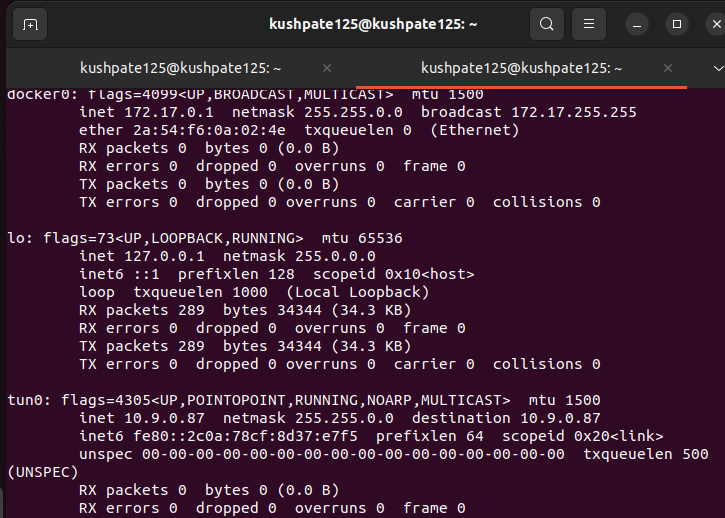 kushpate125@kushpate125: ~
kushpate125@kushpate125: ~ × kushpate125@kushpate125: ~ ×
docker0: flags=4099<UP,BROADCAST,MULTICAST>  mtu 1500
        inet 172.17.0.1  netmask 255.255.0.0  broadcast 172.17.255.255
        ether 2a:54:f6:0a:02:4e  txqueuelen 0  (Ethernet)
        RX packets 0  bytes 0 (0.0 B)
        RX errors 0  dropped 0  overruns 0  frame 0
        TX packets 0  bytes 0 (0.0 B)
        TX errors 0  dropped 0 overruns 0  carrier 0  collisions 0
lo: flags=73<UP,LOOPBACK,RUNNING>  mtu 65536
        inet 127.0.0.1  netmask 255.0.0.0
        inet6 ::1  prefixlen 128  scopeid 0x10<host>
        loop  txqueuelen 1000  (Local Loopback)
        RX packets 289  bytes 34344 (34.3 KB)
        RX errors 0  dropped 0  overruns 0  frame 0
        TX packets 289  bytes 34344 (34.3 KB)
        TX errors 0  dropped 0 overruns 0  carrier 0  collisions 0
tun0: flags=4305<UP,POINTOPOINT,RUNNING,NOARP,MULTICAST>  mtu 1500
        inet 10.9.0.87  netmask 255.255.0.0  destination 10.9.0.87
        inet6 fe80::2c0a:78cf:8d37:e7f5  prefixlen 64  scopeid 0x20<link>
        unspec 00-00-00-00-00-00-00-00-00-00-00-00-00-00-00-00  txqueuelen 500
(UNSPEC)
        RX packets 0  bytes 0 (0.0 B)
        RX errors 0  dropped 0  overruns 0  frame 0